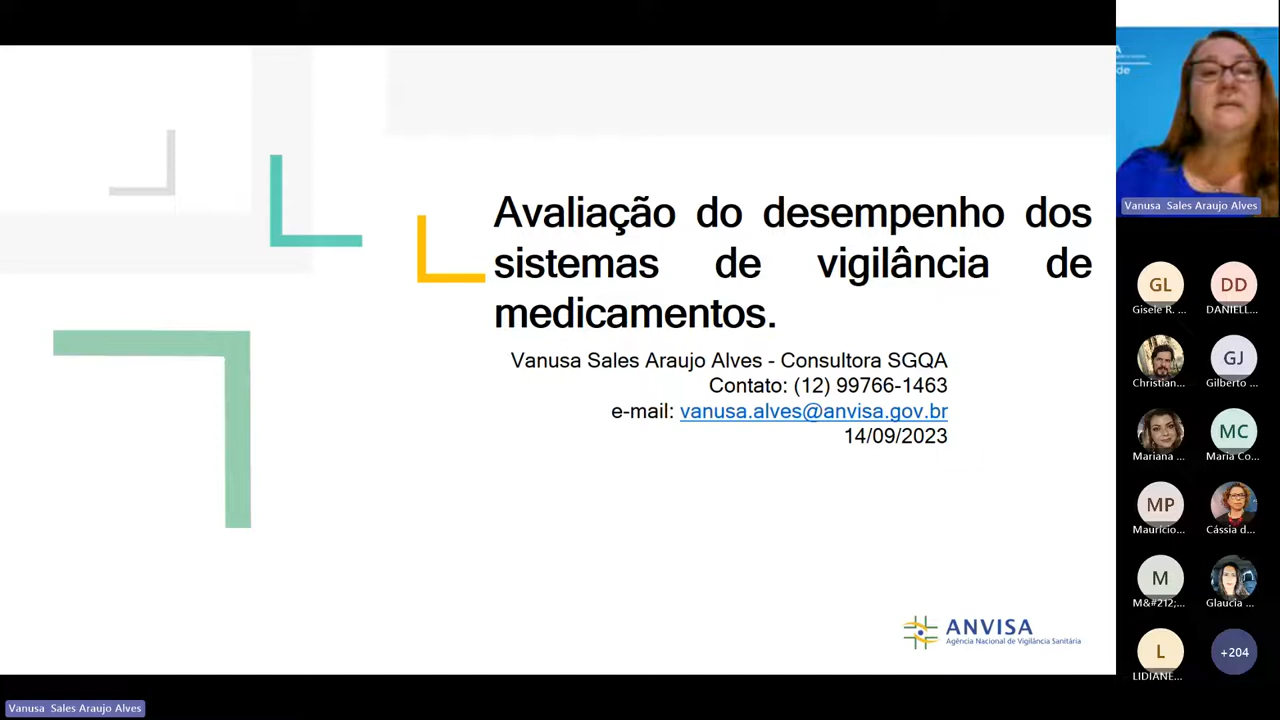 Avaliação do desempenho dos
sistemas de vigilância de
medicamentos.
Vanusa Sales Araujo Alves - Consultora SGQA
Contato: (12) 99766-1463
e-mail: vanusa.alves@anvisa.gov.br
14/09/2023
ANVISA
Agência Nacional de Vigilância Sanitária
A
de
Vanusa Sales Araujo Alves
GL
Gisele R. ...
DD
DANIELL...
Christian...
GJ
Gilberto ...
Mariana ...
MC
Maria Co...
MP
Maurício...
Cássia d...
M
M&#212;...
Glaucia ...
L
LIDIANE...
+204
Vanusa Sales Araujo Alves